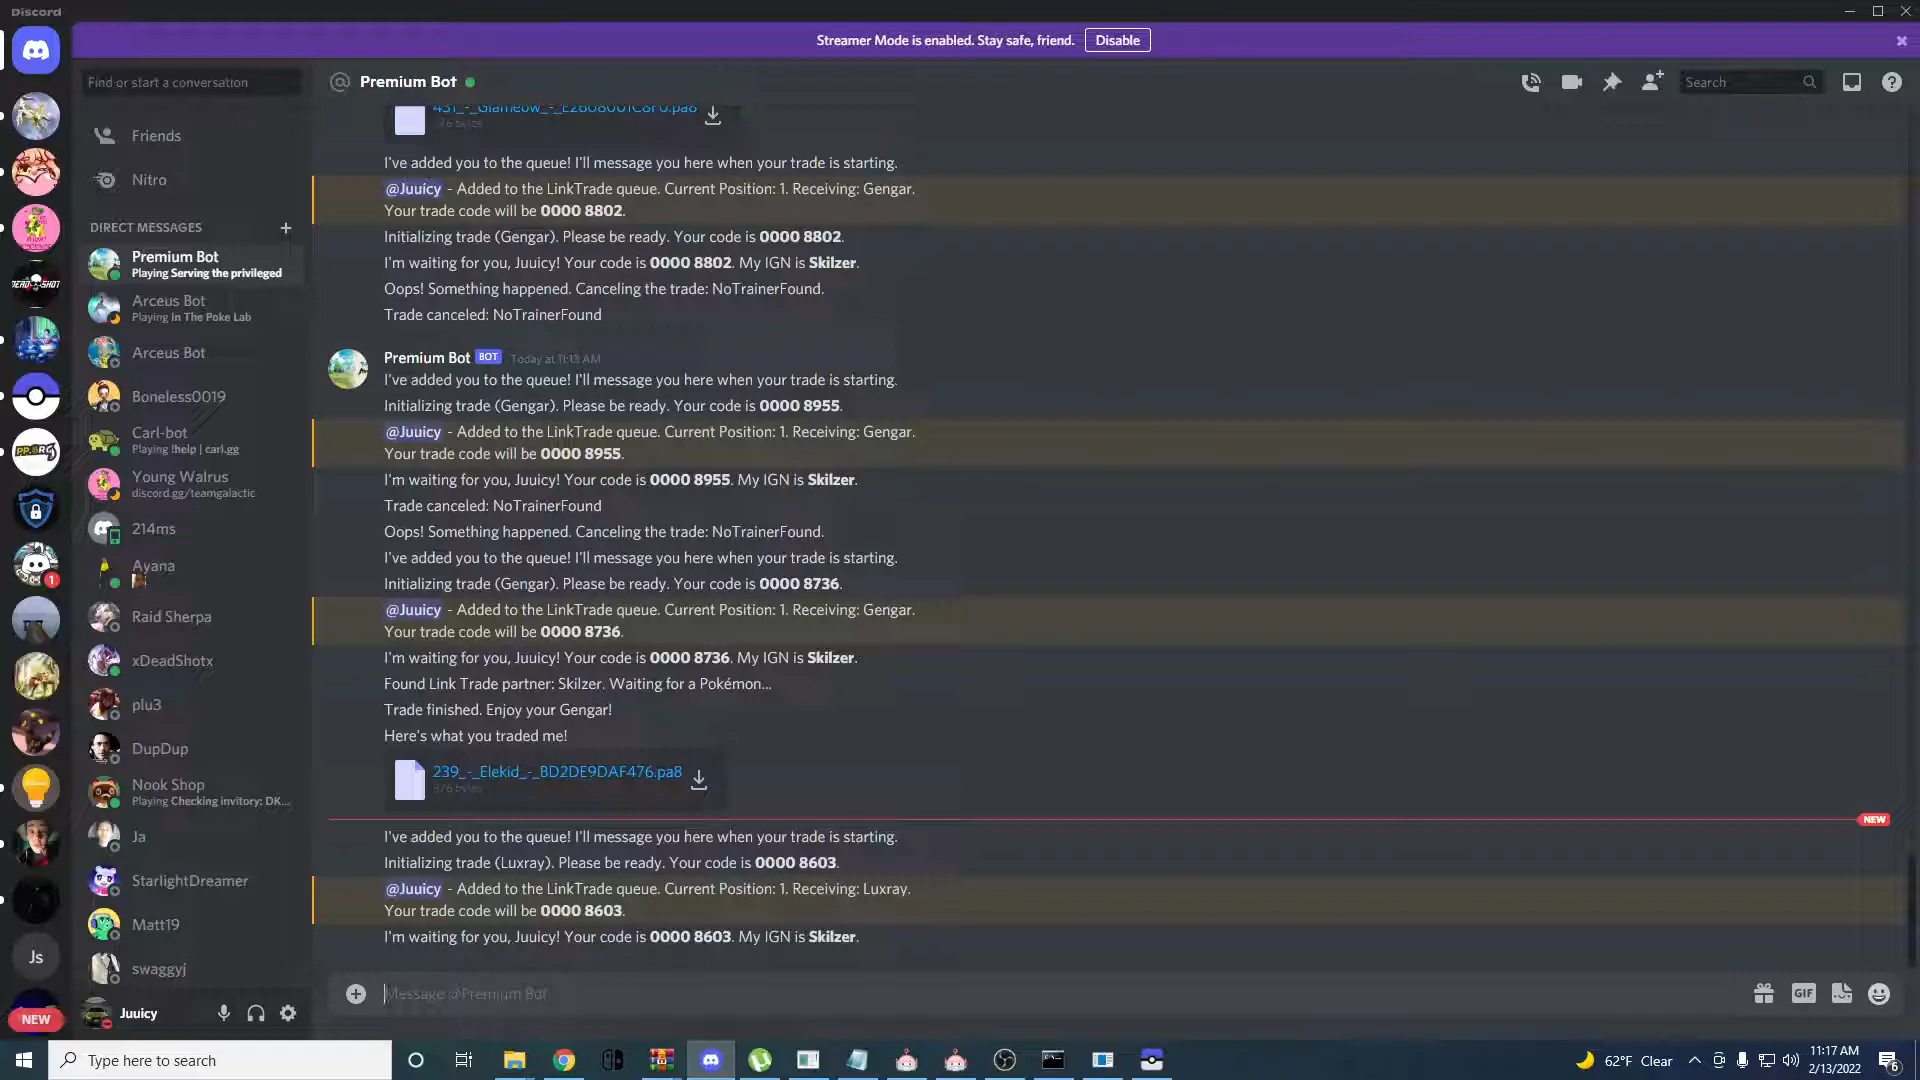 Discord
Streamer Mode is enabled. Stay safe, friend.
Disable
Find or start a conversation
Premium Bot
Search
Friends
Nitro
DIRECT MESSAGES
Premium Bot
Playing Serving the privileged
Arceus Bot
Playing In The Poke Lab
Arceus Bot
Boneless0019
Carl-bot
Playing !help | carl.gg
Young Walrus
discord.gg/teamgalactic
214ms
Ayana
Raid Sherpa
xDeadShotx
plu3
DupDup
Nook Shop
Playing Checking invitory: DK...
Ja
StarlightDreamer
Matt19
swaggyj
Juuicy
DEAD SHOT
PP.ORG
1
Js
NEW
I've added you to the queue! I'll message you here when your trade is starting.
@Juuicy - Added to the LinkTrade queue. Current Position: 1. Receiving: Gengar.
Your trade code will be 0000 8802.
Initializing trade (Gengar). Please be ready. Your code is 0000 8802.
I'm waiting for you, Juuicy! Your code is 0000 8802. My IGN is Skilzer.
Oops! Something happened. Canceling the trade: NoTrainerFound.
Trade canceled: NoTrainerFound
Premium Bot BOT Today at 11:13 AM
I've added you to the queue! I'll message you here when your trade is starting.
Initializing trade (Gengar). Please be ready. Your code is 0000 8955.
@Juuicy - Added to the LinkTrade queue. Current Position: 1. Receiving: Gengar.
Your trade code will be 0000 8955.
I'm waiting for you, Juuicy! Your code is 0000 8955. My IGN is Skilzer.
Trade canceled: NoTrainerFound
Oops! Something happened. Canceling the trade: NoTrainerFound.
I've added you to the queue! I'll message you here when your trade is starting.
Initializing trade (Gengar). Please be ready. Your code is 0000 8736.
@Juuicy - Added to the LinkTrade queue. Current Position: 1. Receiving: Gengar.
Your trade code will be 0000 8736.
I'm waiting for you, Juuicy! Your code is 0000 8736. My IGN is Skilzer.
Found Link Trade partner: Skilzer. Waiting for a Pokémon...
Trade finished. Enjoy your Gengar!
Here's what you traded me!
239_-_Elekid_-_BD2DE9DAF476.pa8
376 bytes
NEW
I've added you to the queue! I'll message you here when your trade is starting.
Initializing trade (Luxray). Please be ready. Your code is 0000 8603.
@Juuicy - Added to the LinkTrade queue. Current Position: 1. Receiving: Luxray.
Your trade code will be 0000 8603.
I'm waiting for you, Juuicy! Your code is 0000 8603. My IGN is Skilzer.
Message @Premium Bot
GIF
Type here to search
62°F Clear
11:17 AM
2/13/2022
6